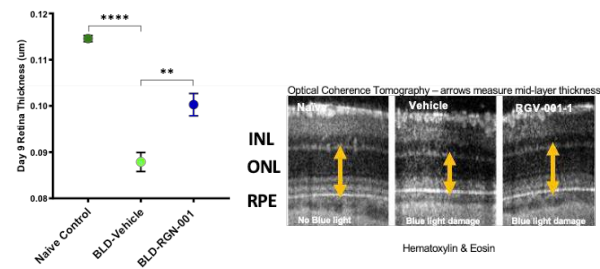 0.12
0.11
0.10
0.09
0.08
Day 9 Retina Thickness (um)
****
**
Naive Control
BLD-Vehicle
BLD-RGN-001
Optical Coherence Tomography – arrows measure mid-layer thickness
INL
ONL
RPE
Naive
Vehicle
RGV-001-1
No Blue light
Blue light damage
Blue light damage
Hematoxylin & Eosin